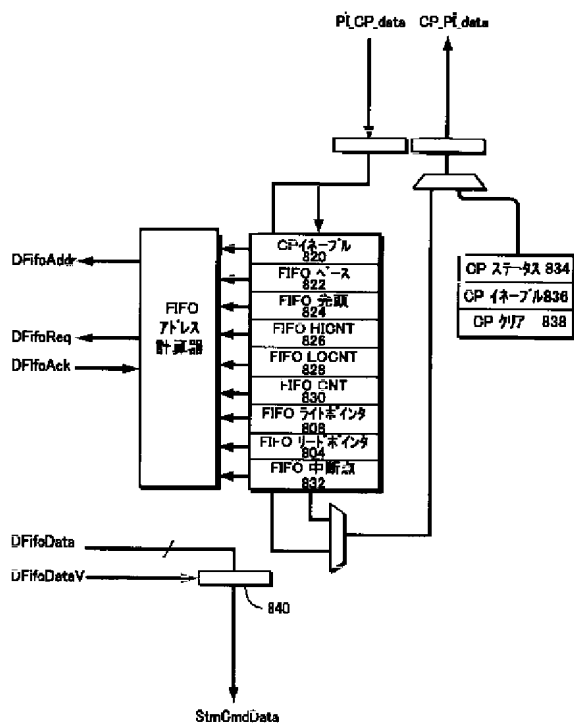 PI_CP_data
CP_PI_data
CPイネーブル
820
FIFO ベース
822
FIFO 先頭
824
FIFO HICNT
826
FIFO LOCNT
828
FIFO CNT
830
FIFO ライトポインタ
808
FIFO リードポインタ
804
FIFO 中断点
832
CP ステータス 834
CP イネーブル836
CP クリア 838
DFifoAddr
DFifoReq
DFifoAck
FIFO
アドレス
計算器
DFifoData
DFifoDataV
840
StmCmdData